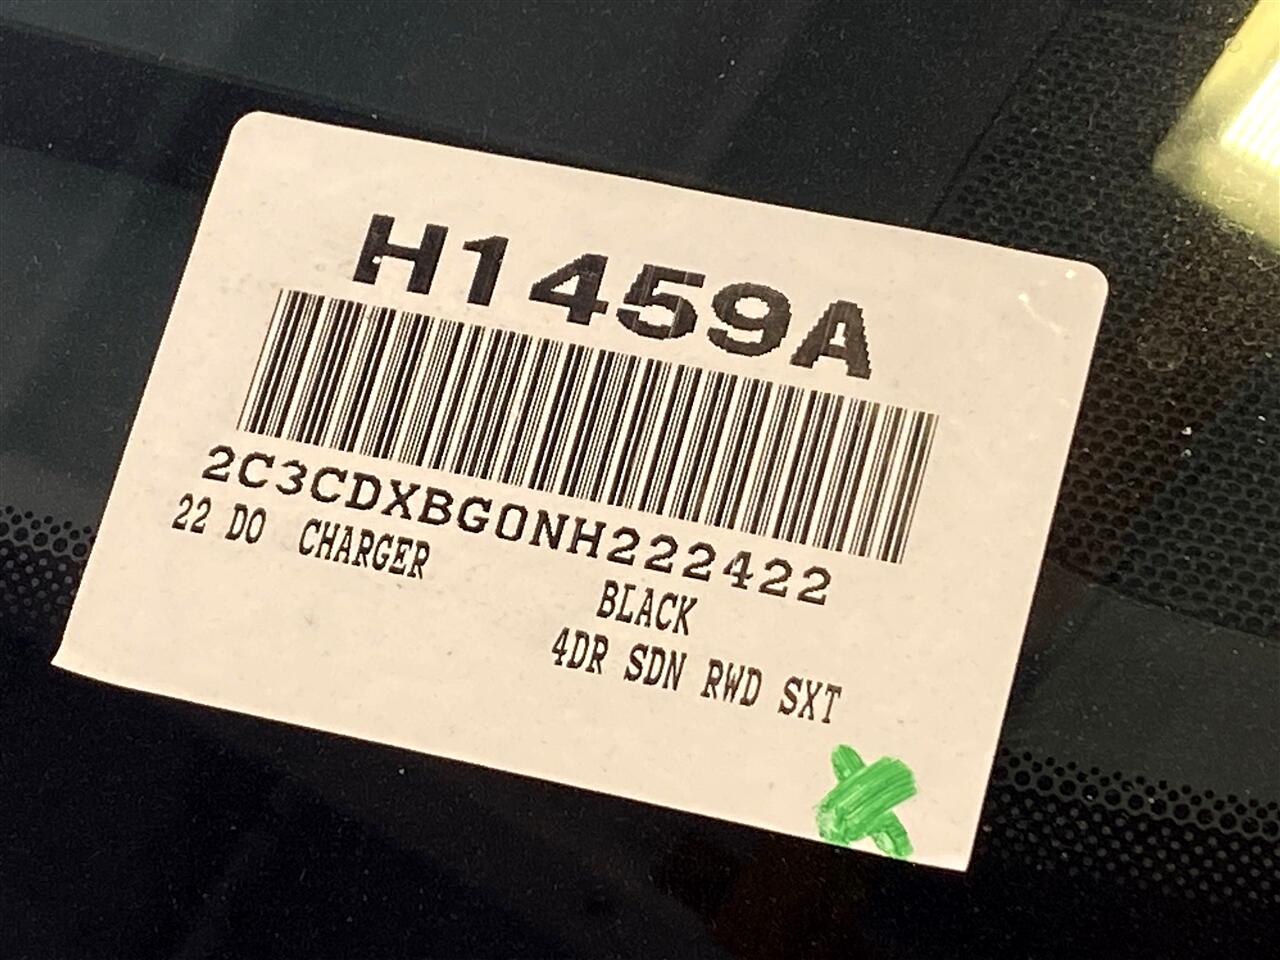 H1459A
2C3CDXBG0NH222422
22 DO CHARGER
BLACK
4DR SDN RWD SXT